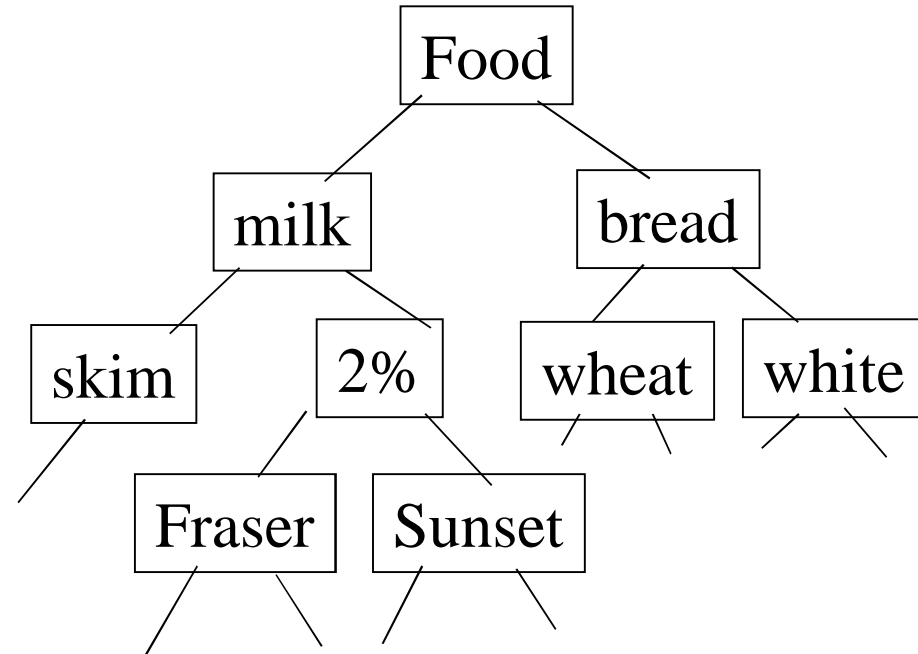 Food
milk
bread
skim
2%
wheat
white
Fraser
Sunset